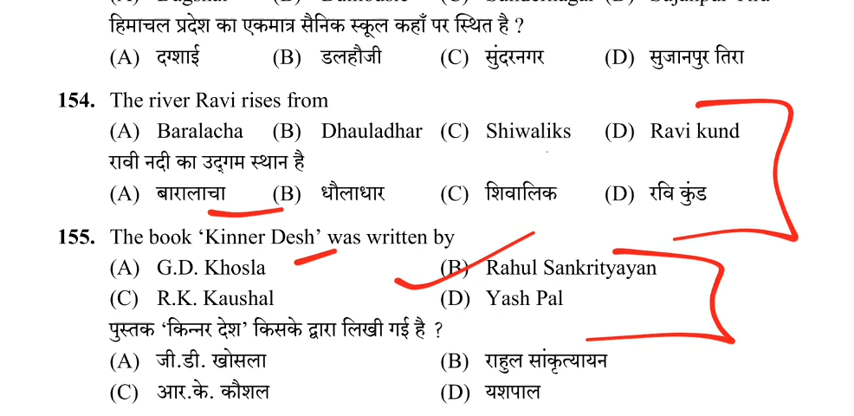 हिमाचल प्रदेश का एकमात्र सैनिक स्कूल कहाँ पर स्थित है ?
(A) दग्शाई (B) डलहौजी (C) सुंदरनगर (D) सुजानपुर तिरा
154. The river Ravi rises from
(A) Baralacha (B) Dhauladhar (C) Shiwaliks (D) Ravi kund
रावी नदी का उद्गम स्थान है
(A) बारालाचा (B) धौलाधार (C) शिवालिक (D) रवि कुंड
155. The book ‘Kinner Desh’ was written by
(A) G.D. Khosla (B) Rahul Sankrityayan
(C) R.K. Kaushal (D) Yash Pal
पुस्तक ‘किन्नर देश’ किसके द्वारा लिखी गई है ?
(A) जी.डी. खोसला (B) राहुल सांकृत्यायन
(C) आर.के. कौशल (D) यशपाल